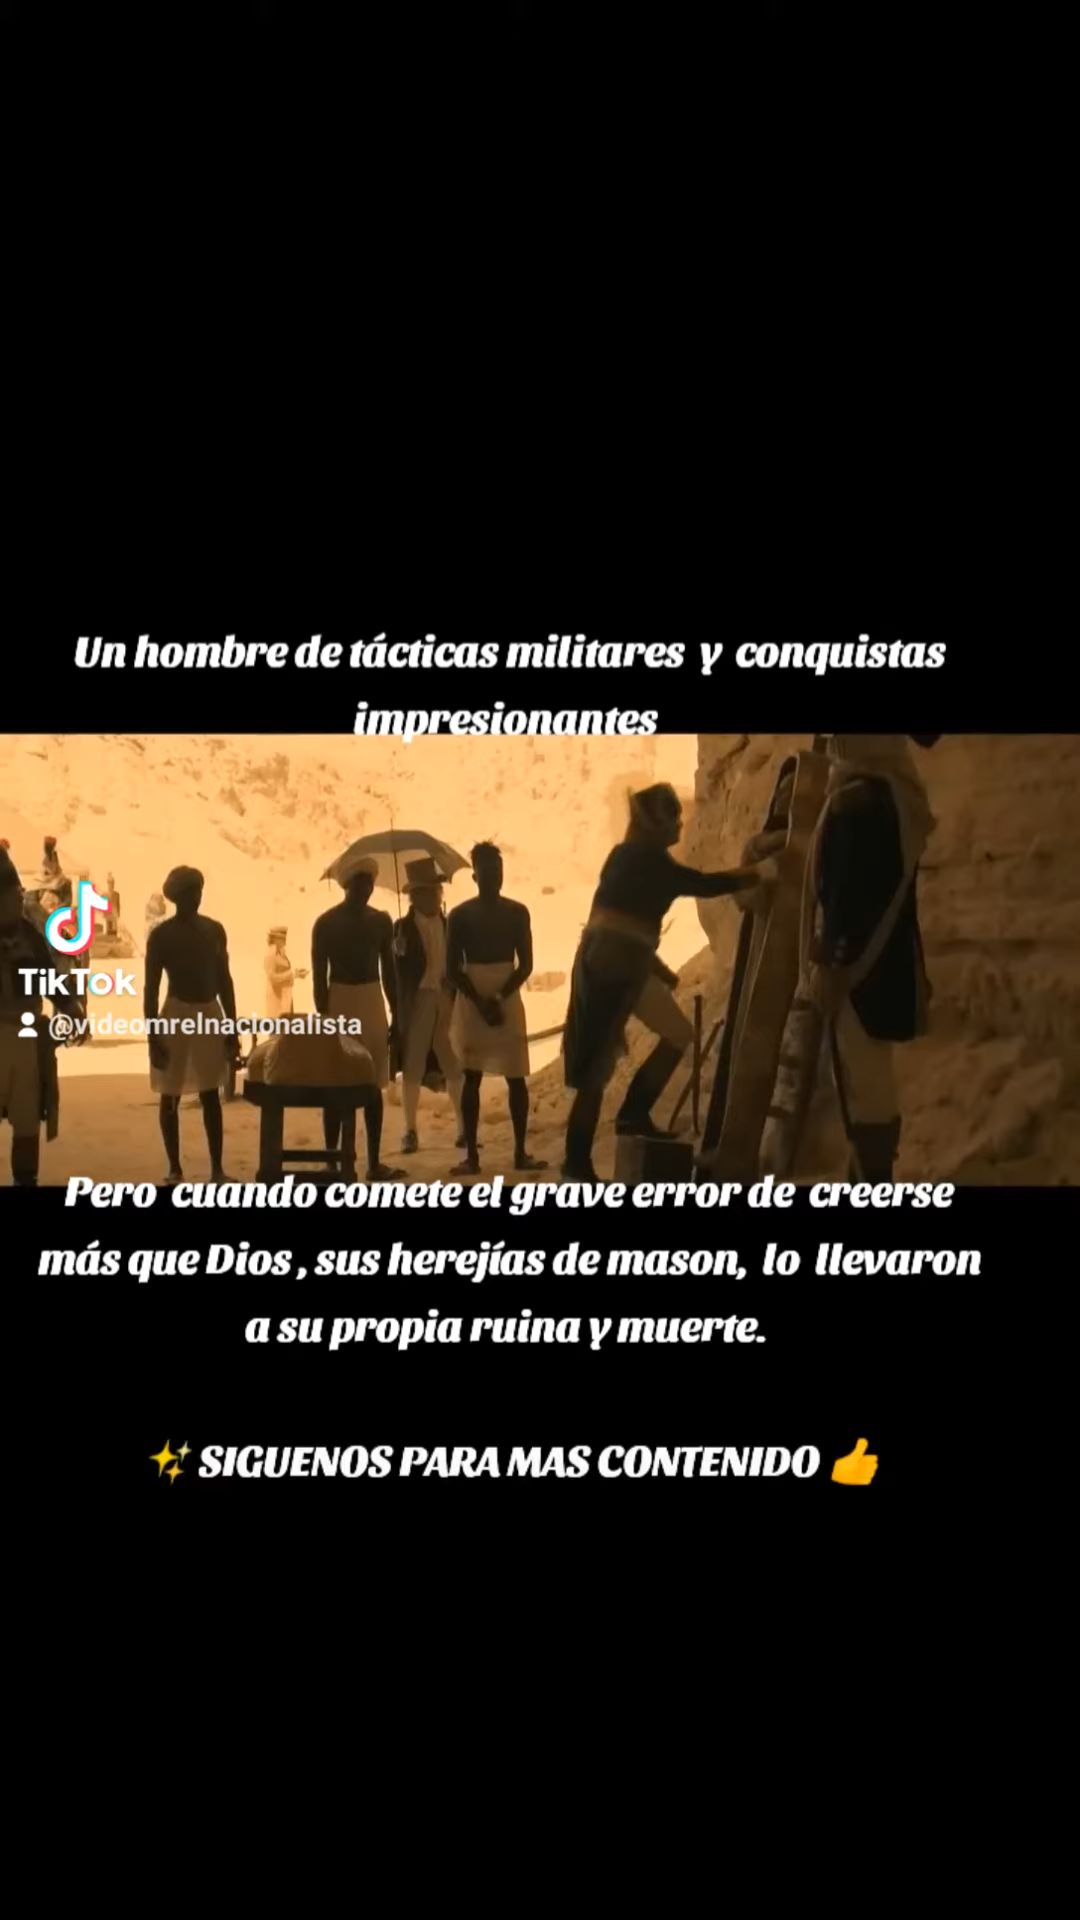 Un hombre de tácticas militares y conquistas
impresionantes
TikTok
@videomrelnacionalista
Pero cuando comete el grave error de creerse
más que Dios , sus herejías de mason, lo llevaron
a su propia ruina y muerte.
✨ SIGUENOS PARA MAS CONTENIDO 👍